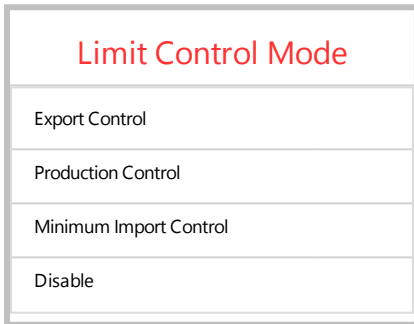 Limit Control Mode
Export Control
Production Control
Minimum Import Control
Disable